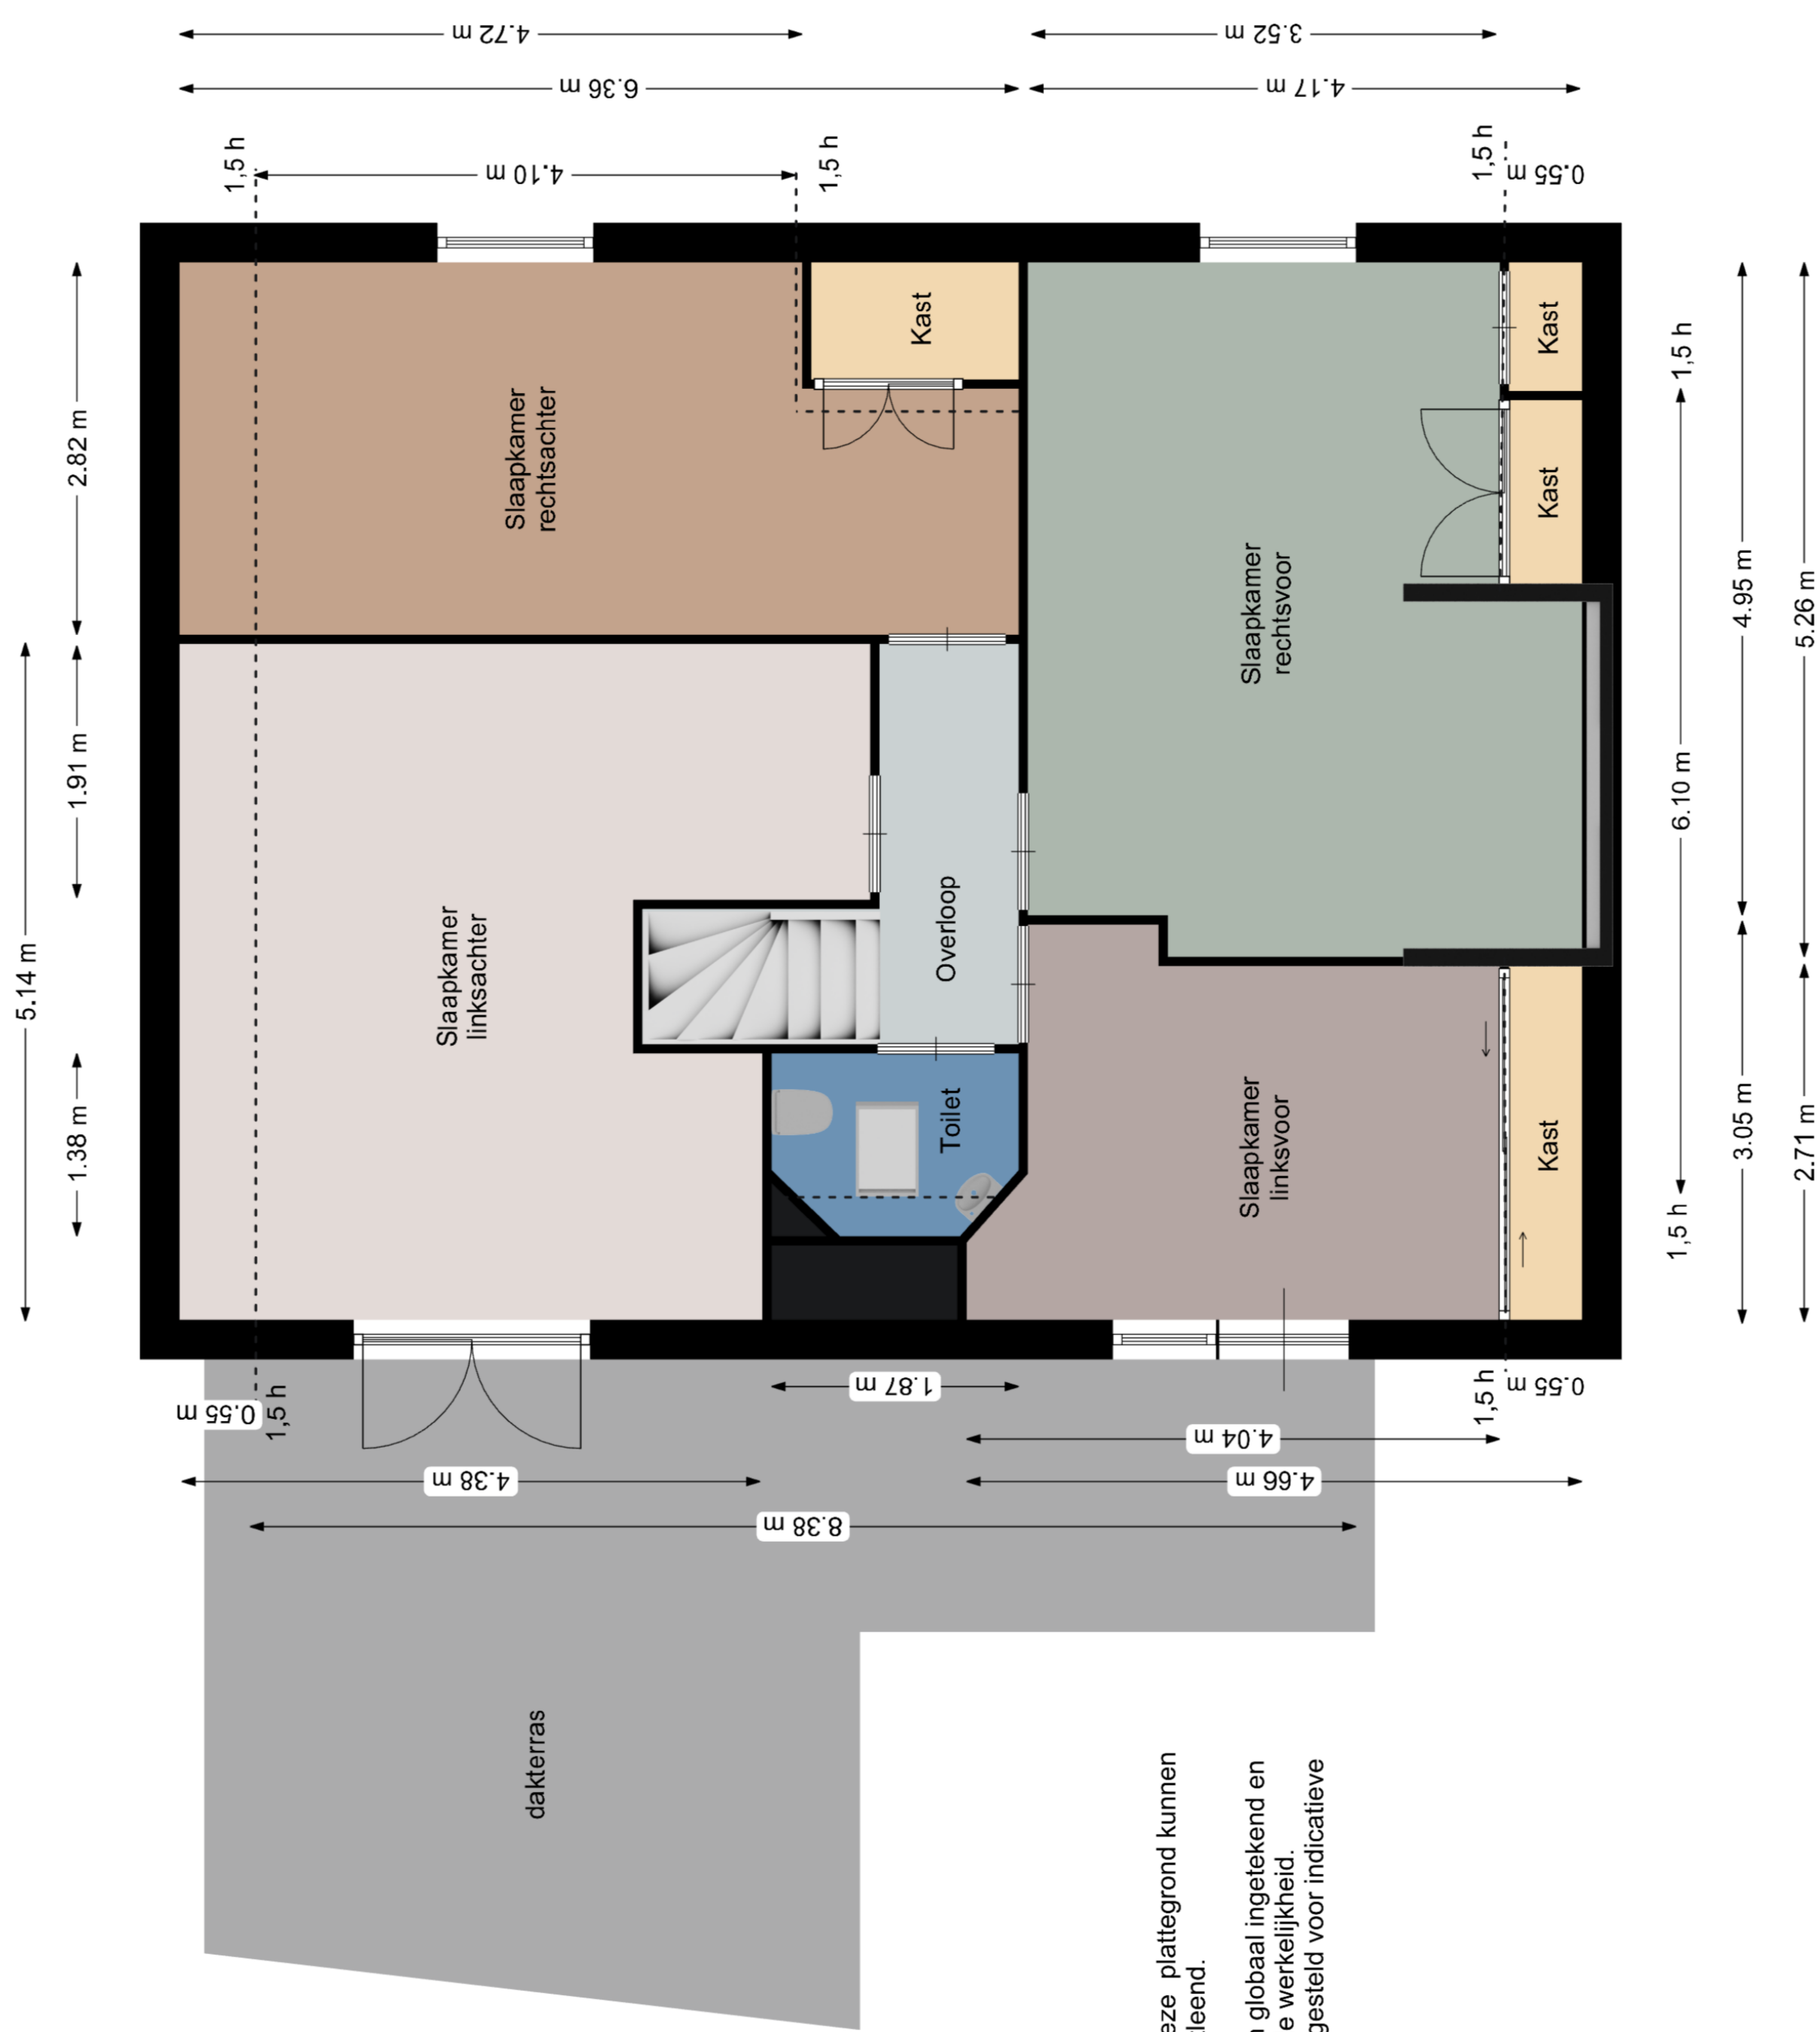 4.72 m
3.52 m
6.36 m
4.17 m
1,5 h
4.10 m
1,5 h
1,5 h
0.55 m
Kast
Kast
1,5 h
Slaapkamer
rechtsachter
2.82 m
Kast
4.95 m
5.26 m
Slaapkamer
rechtsvoor
1.91 m
6.10 m
5.14 m
Slaapkamer
linksachter
Overloop
Toilet
Slaapkamer
linksvoor
Kast
1.38 m
3.05 m
2.71 m
1,5 h
0.55 m
1,5 h
1.87 m
1,5 h
0.55 m
4.04 m
4.38 m
4.66 m
8.38 m
dakterras
eze plattegrond kunnen
leend.
globaal ingetekend en
e werkelijkheid.
gesteld voor indicatieve